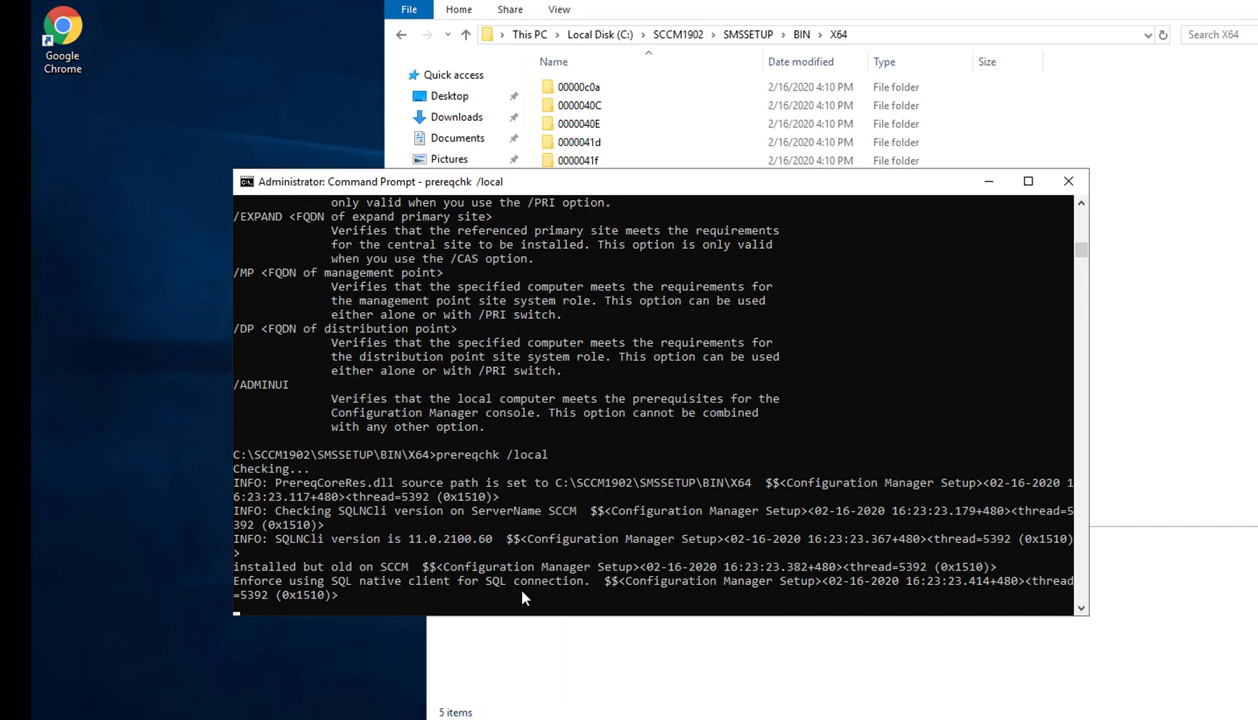 Google
Chrome
File Home Share View
This PC Local Disk (C:) SCCM1902 SMSSETUP BIN X64 Search X64
Name Date modified Type Size
Quick access
Desktop
Downloads
Documents
Pictures
00000c0a 2/16/2020 4:10 PM File folder
0000040C 2/16/2020 4:10 PM File folder
0000040E 2/16/2020 4:10 PM File folder
0000041d 2/16/2020 4:10 PM File folder
0000041f 2/16/2020 4:10 PM File folder
Administrator: Command Prompt - prereqchk /local
only valid when you use the /PRI option.
/EXPAND <FQDN of expand primary site>
Verifies that the referenced primary site meets the requirements
for the central site to be installed. This option is only valid
when you use the /CAS option.
/MP <FQDN of management point>
Verifies that the specified computer meets the requirements for
the management point site system role. This option can be used
either alone or with /PRI switch.
/DP <FQDN of distribution point>
Verifies that the specified computer meets the requirements for
the distribution point site system role. This option can be used
either alone or with /PRI switch.
/ADMINUI
Verifies that the local computer meets the prerequisites for the
Configuration Manager console. This option cannot be combined
with any other option.
C:\SCCM1902\SMSSETUP\BIN\X64>prereqchk /local
Checking...
INFO: PrereqCoreRes.dll source path is set to C:\SCCM1902\SMSSETUP\BIN\X64 $$<Configuration Manager Setup><02-16-2020 1
6:23:23.117+480><thread=5392 (0x1510)>
INFO: Checking SQLNCli version on ServerName SCCM $$<Configuration Manager Setup><02-16-2020 16:23:23.179+480><thread=5
392 (0x1510)>
INFO: SQLNCli version is 11.0.2100.60 $$<Configuration Manager Setup><02-16-2020 16:23:23.367+480><thread=5392 (0x1510)
>
installed but old on SCCM $$<Configuration Manager Setup><02-16-2020 16:23:23.382+480><thread=5392 (0x1510)>
Enforce using SQL native client for SQL connection. $$<Configuration Manager Setup><02-16-2020 16:23:23.414+480><thread
=5392 (0x1510)>
5 items